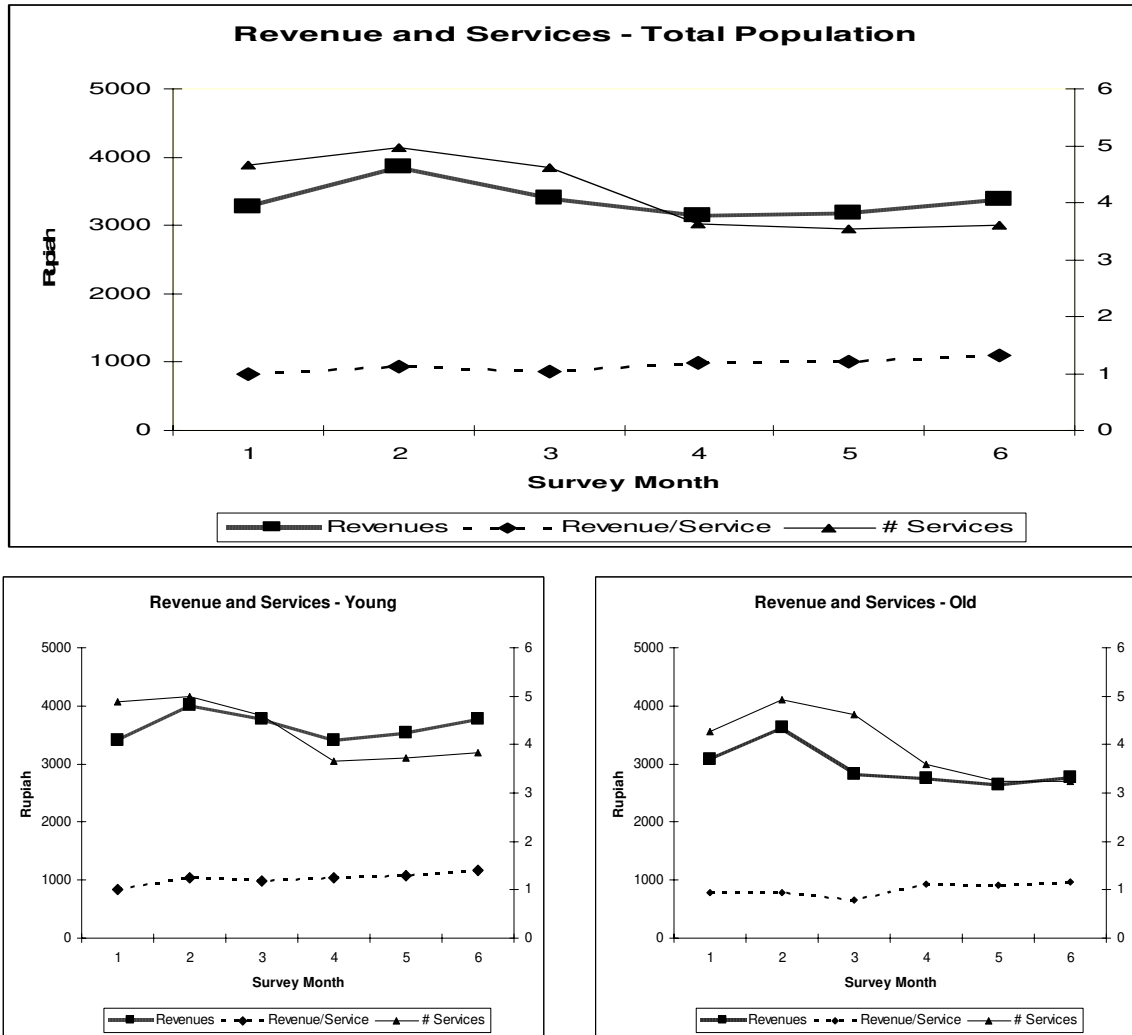 Revenue and Services - Total Population
5000
4000
3000
2000
1000
0
6
5
4
3
2
1
0
Rupiah
1 2 3 4 5 6
Survey Month
Revenues Revenue/Service # Services
Revenue and Services - Young
5000
4000
3000
2000
1000
0
6
5
4
3
2
1
0
Rupiah
1 2 3 4 5 6
Survey Month
Revenues Revenue/Service # Services
Revenue and Services - Old
5000
4000
3000
2000
1000
0
6
5
4
3
2
1
0
Rupiah
1 2 3 4 5 6
Survey Month
Revenues Revenue/Service # Services